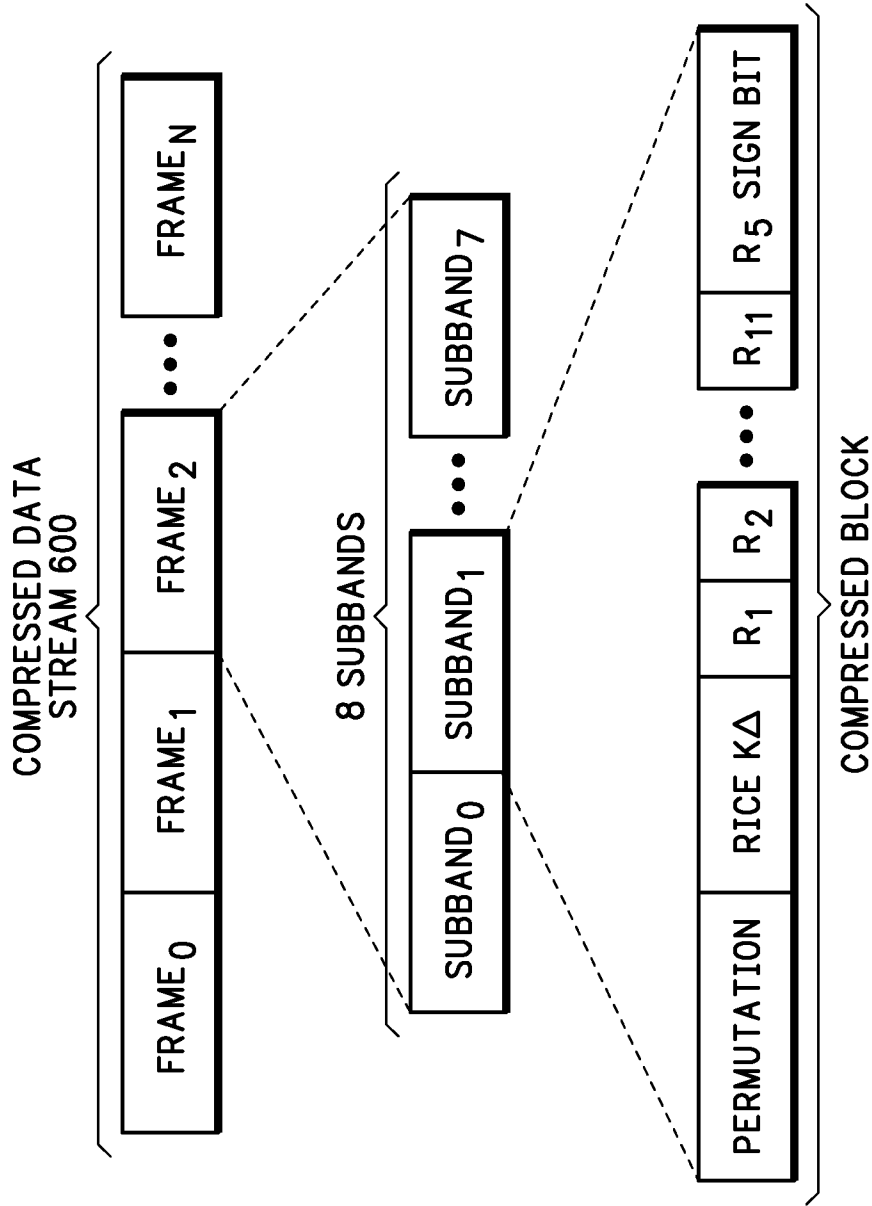 COMPRESSED DATA
STREAM 600
FRAME0 FRAME1 FRAME2 ••• FRAMEN
8 SUBBANDS
SUBBAND0 SUBBAND1 ••• SUBBAND7
PERMUTATION RICE KΔ R1 R2 ••• R11 R5 SIGN BIT
COMPRESSED BLOCK